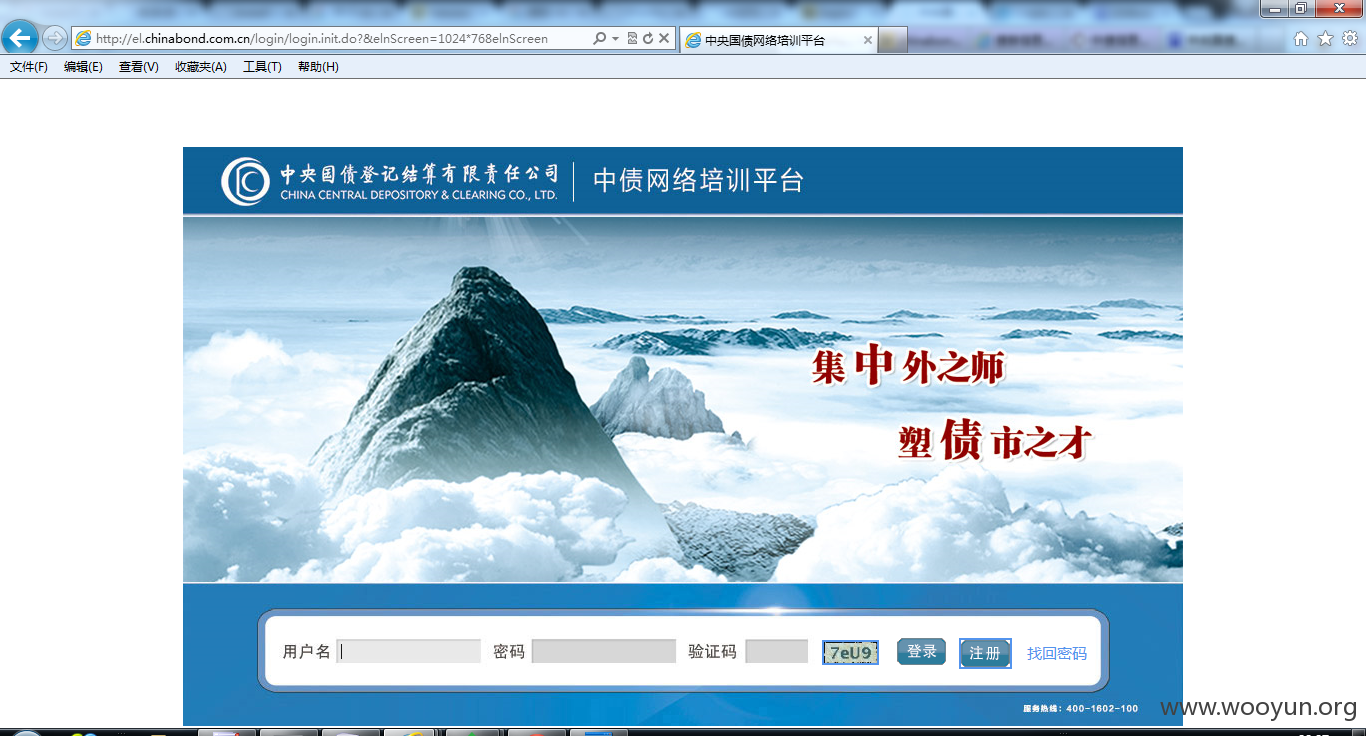 http://el.chinabond.com.cn/login/login.init.do?&elnScreen=1024*768elnScreen
中央国债网络培训平台
文件(F) 编辑(E) 查看(V) 收藏夹(A) 工具(T) 帮助(H)
中央国债登记结算有限责任公司
CHINA CENTRAL DEPOSITORY & CLEARING CO., LTD.
中债网络培训平台
集中外之师
塑债市之才
用户名 密码 验证码 7eU9 登录 注册 找回密码
服务热线：400-1602-100
www.wooyun.org